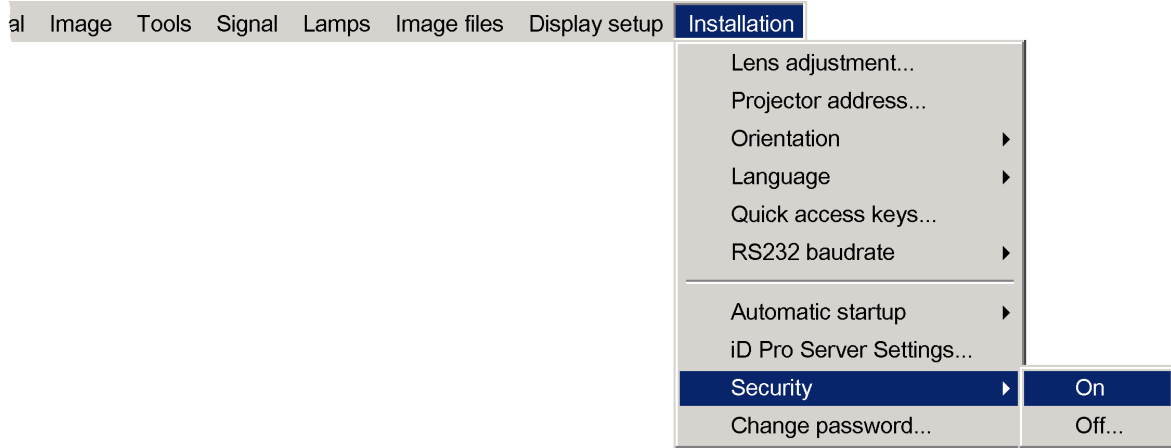 al Image Tools Signal Lamps Image files Display setup Installation
Lens adjustment...
Projector address...
Orientation
Language
Quick access keys...
RS232 baudrate
Automatic startup
iD Pro Server Settings...
Security On
Change password... Off...